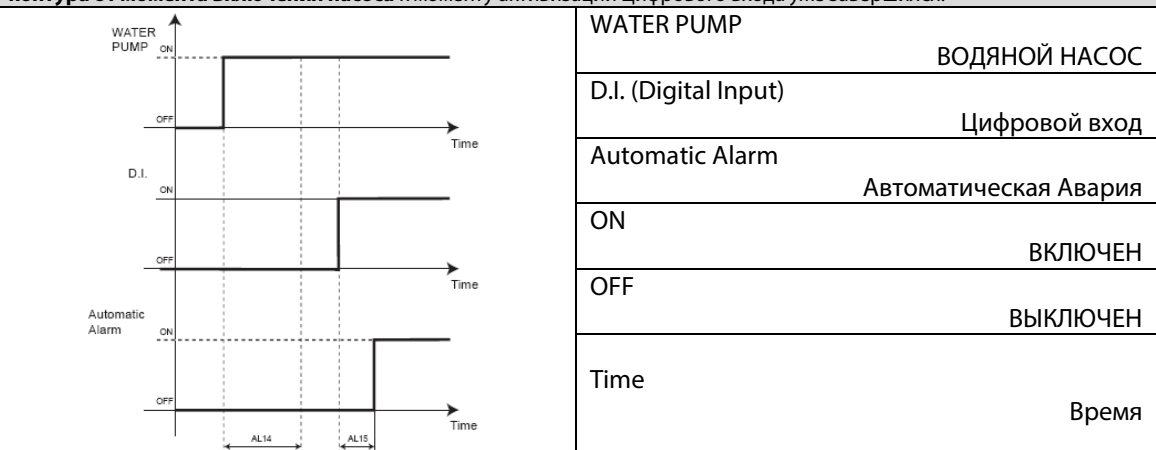 контура от момента включения насоса к моменту активизации цифрового входа уже завершился.
WATER
PUMP
ON
OFF
Time
D.I.
ON
OFF
Time
Automatic
Alarm
ON
OFF
Time
AL14
AL15
WATER PUMP
ВОДЯНОЙ НАСОС
D.I. (Digital Input)
Цифровой вход
Automatic Alarm
Автоматическая Авария
ON
ВКЛЮЧЕН
OFF
ВЫКЛЮЧЕН
Time
Время